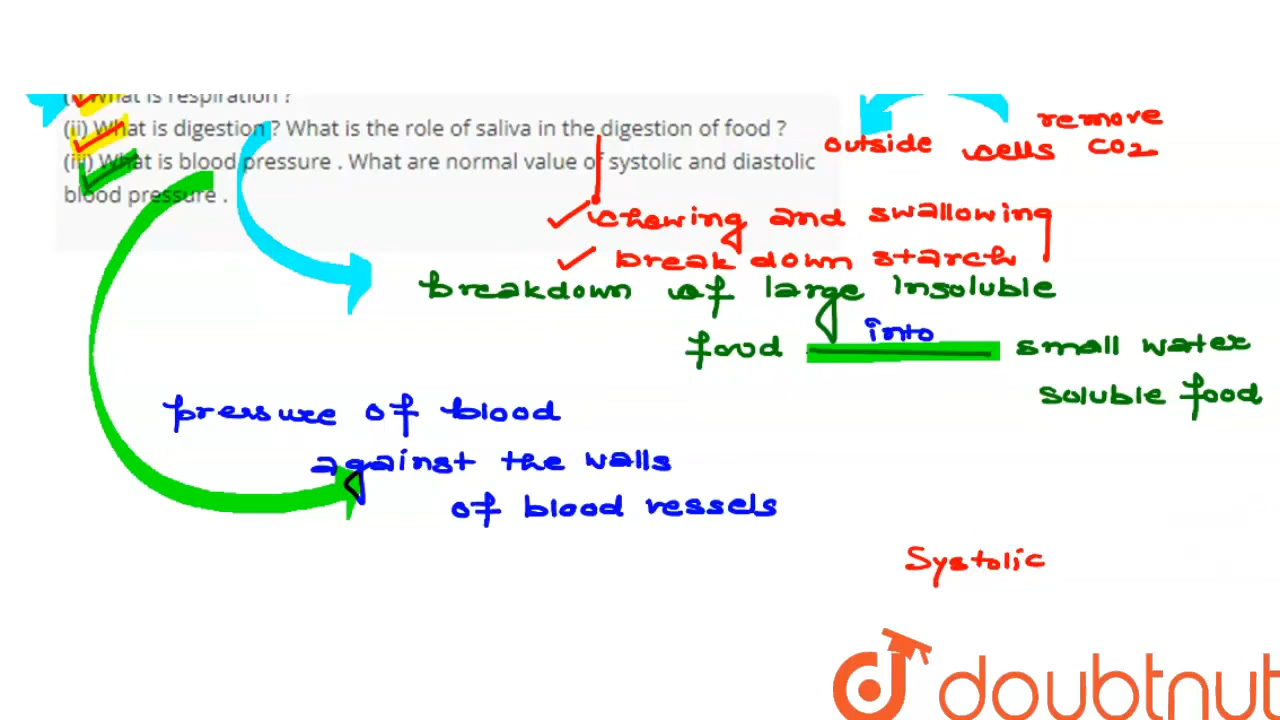 (i) What is respiration ?
(ii) What is digestion ? What is the role of saliva in the digestion of food ?
(iii) What is blood pressure . What are normal value of systolic and diastolic
blood pressure .
remove
outside cells CO2
chewing and swallowing
break down starch
breakdown of large insoluble
food into small water
soluble food
pressure of blood
against the walls
of blood vessels
Systolic
doubtnut